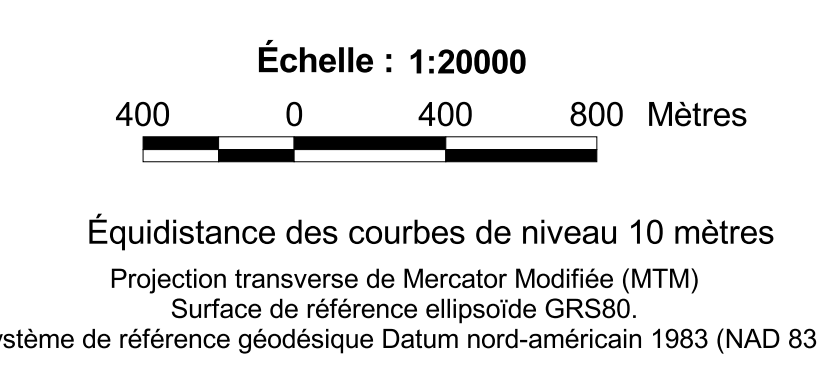 Échelle : 1:20000
400 0 400 800 Mètres
Équidistance des courbes de niveau 10 mètres
Projection transverse de Mercator Modifiée (MTM)
Surface de référence ellipsoïde GRS80.
ystème de référence géodésique Datum nord-américain 1983 (NAD 83